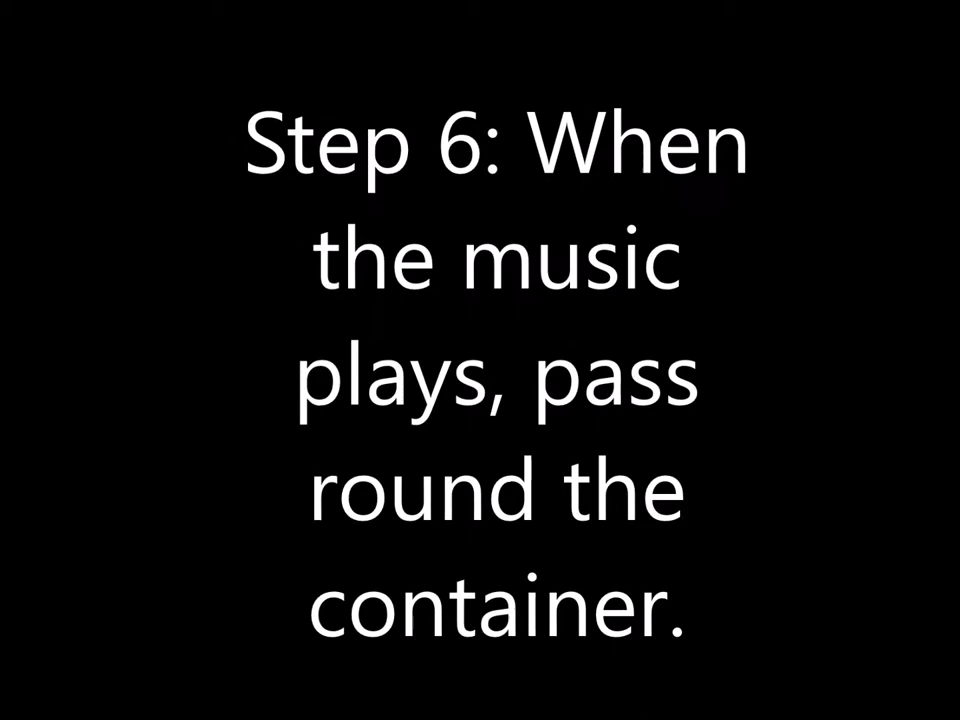 Step 6: When
the music
plays, pass
round the
container.